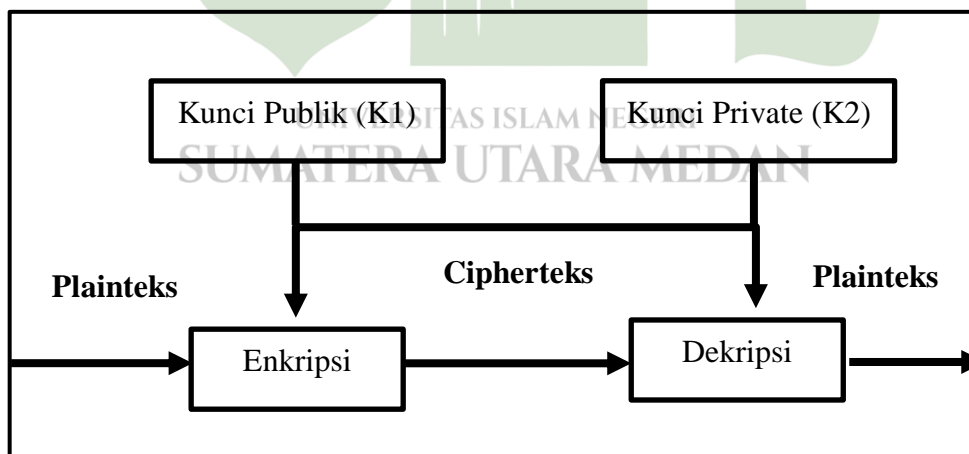 Kunci Publik (K1)
Kunci Private (K2)
UNIVERSITAS ISLAM NEGERI
SUMATERA UTARA MEDAN
Plainteks
Cipherteks
Plainteks
Enkripsi
Dekripsi